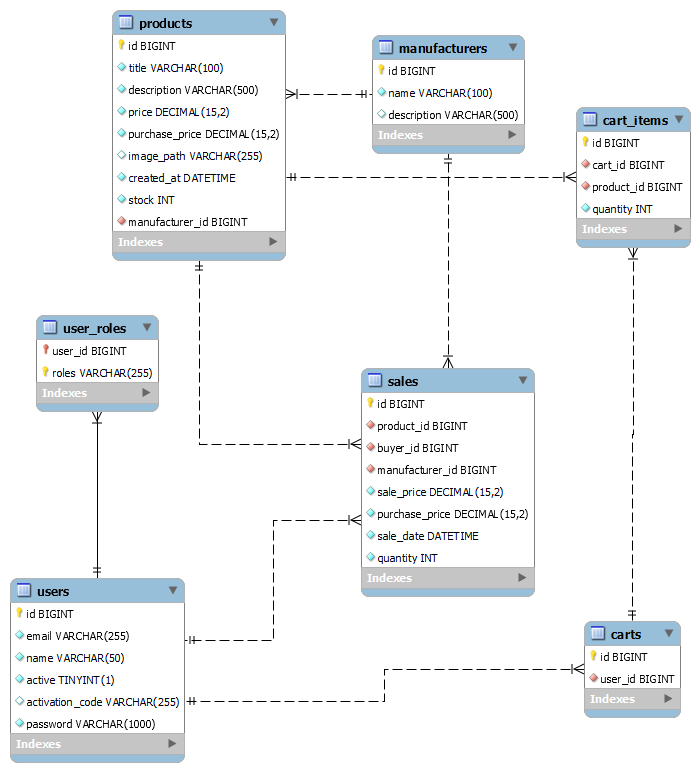 products
id BIGINT
title VARCHAR(100)
description VARCHAR(500)
price DECIMAL(15,2)
purchase_price DECIMAL(15,2)
image_path VARCHAR(255)
created_at DATETIME
stock INT
manufacturer_id BIGINT
Indexes
manufacturers
id BIGINT
name VARCHAR(100)
description VARCHAR(500)
Indexes
cart_items
id BIGINT
cart_id BIGINT
product_id BIGINT
quantity INT
Indexes
user_roles
user_id BIGINT
roles VARCHAR(255)
Indexes
sales
id BIGINT
product_id BIGINT
buyer_id BIGINT
manufacturer_id BIGINT
sale_price DECIMAL(15,2)
purchase_price DECIMAL(15,2)
sale_date DATETIME
quantity INT
Indexes
users
id BIGINT
email VARCHAR(255)
name VARCHAR(50)
active TINYINT(1)
activation_code VARCHAR(255)
password VARCHAR(1000)
Indexes
carts
id BIGINT
user_id BIGINT
Indexes